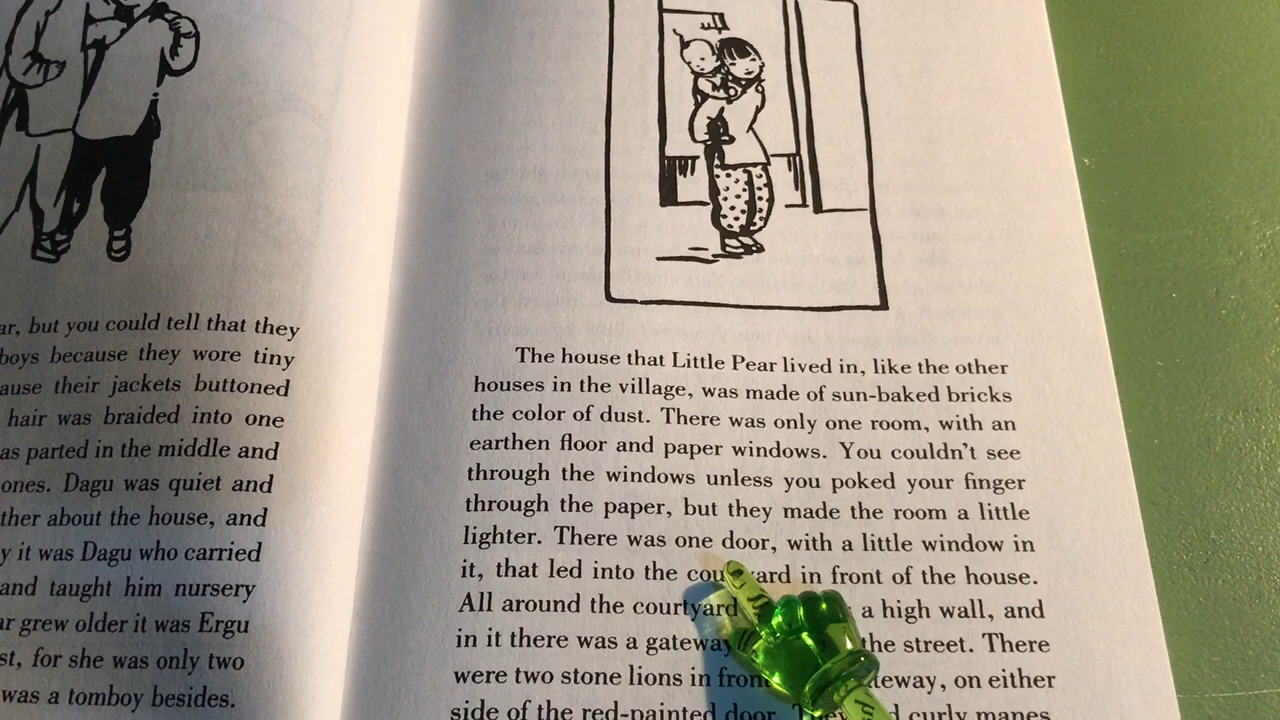 ar, but you could tell that they
boys because they wore tiny
ause their jackets buttoned
hair was braided into one
as parted in the middle and
ones. Dagu was quiet and
ther about the house, and
y it was Dagu who carried
and taught him nursery
ar grew older it was Ergu
st, for she was only two
was a tomboy besides.
The house that Little Pear lived in, like the other
houses in the village, was made of sun-baked bricks
the color of dust. There was only one room, with an
earthen floor and paper windows. You couldn't see
through the windows unless you poked your finger
through the paper, but they made the room a little
lighter. There was one door, with a little window in
it, that led into the courtyard in front of the house.
All around the courtyard a high wall, and
in it there was a gateway the street. There
were two stone lions in front teway, on either
side of the red-painted door. They d curly manes